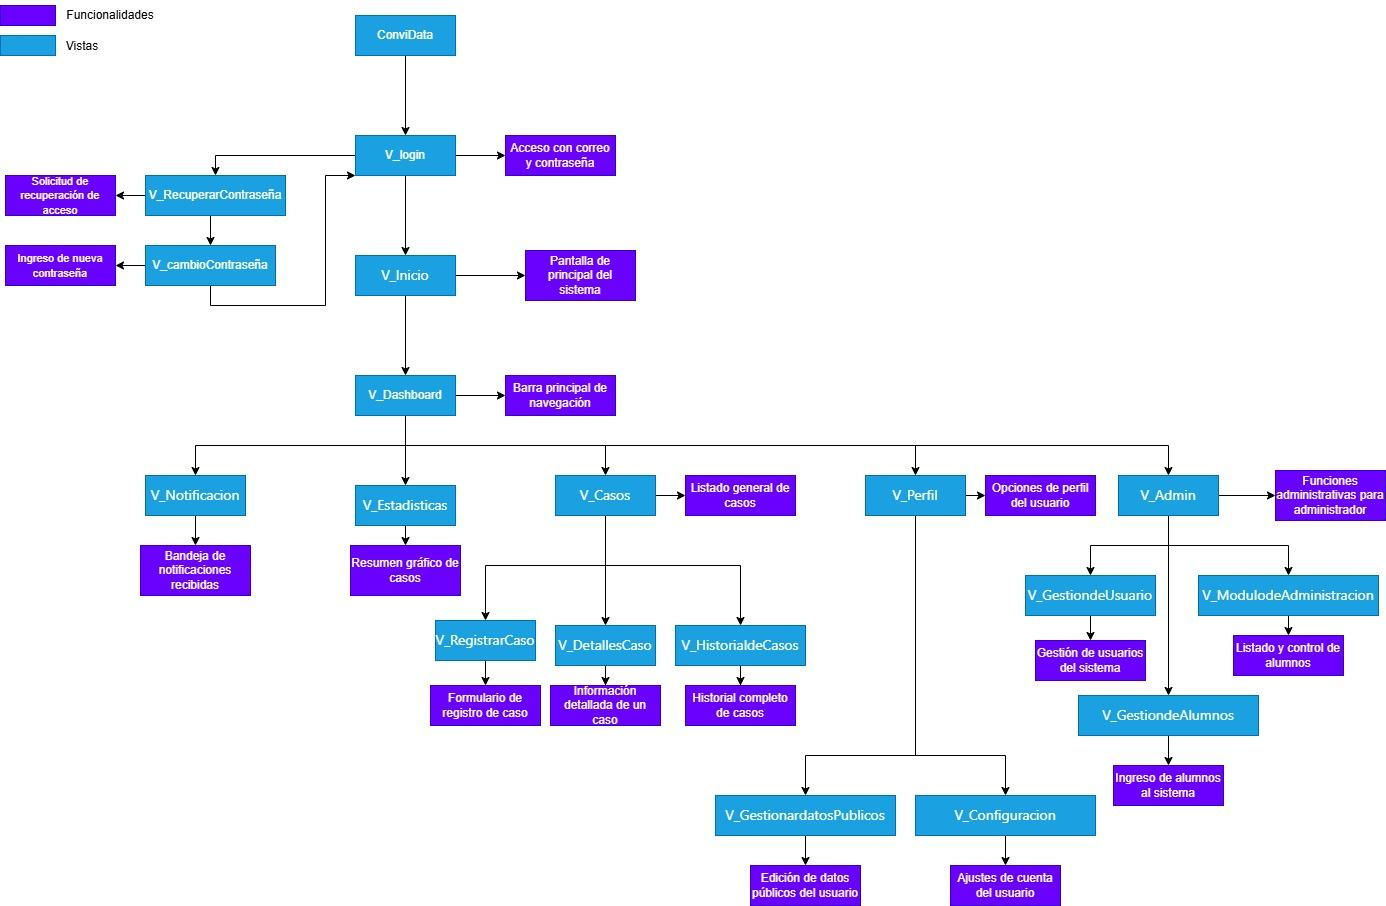 Funcionalidades
Vistas
ConviData
V_login
Acceso con correo
y contraseña
Solicitud de
recuperación de
acceso
V_RecuperarContraseña
Ingreso de nueva
contraseña
V_cambioContraseña
V_Inicio
Pantalla de
principal del
sistema
V_Dashboard
Barra principal de
navegación
V_Notificacion
Bandeja de
notificaciones
recibidas
V_Estadisticas
Resumen gráfico de
casos
V_Casos
Listado general de
casos
V_Perfil
Opciones de perfil
del usuario
V_Admin
Funciones
administrativas para
administrador
V_RegistrarCaso
Formulario de
registro de caso
V_DetallesCaso
Información
detallada de un
caso
V_HistorialdeCasos
Historial completo
de casos
V_GestiondeUsuario
Gestión de usuarios
del sistema
V_ModulodeAdministracion
Listado y control de
alumnos
V_GestiondeAlumnos
Ingreso de alumnos
al sistema
V_GestionardatosPublicos
Edición de datos
públicos del usuario
V_Configuracion
Ajustes de cuenta
del usuario